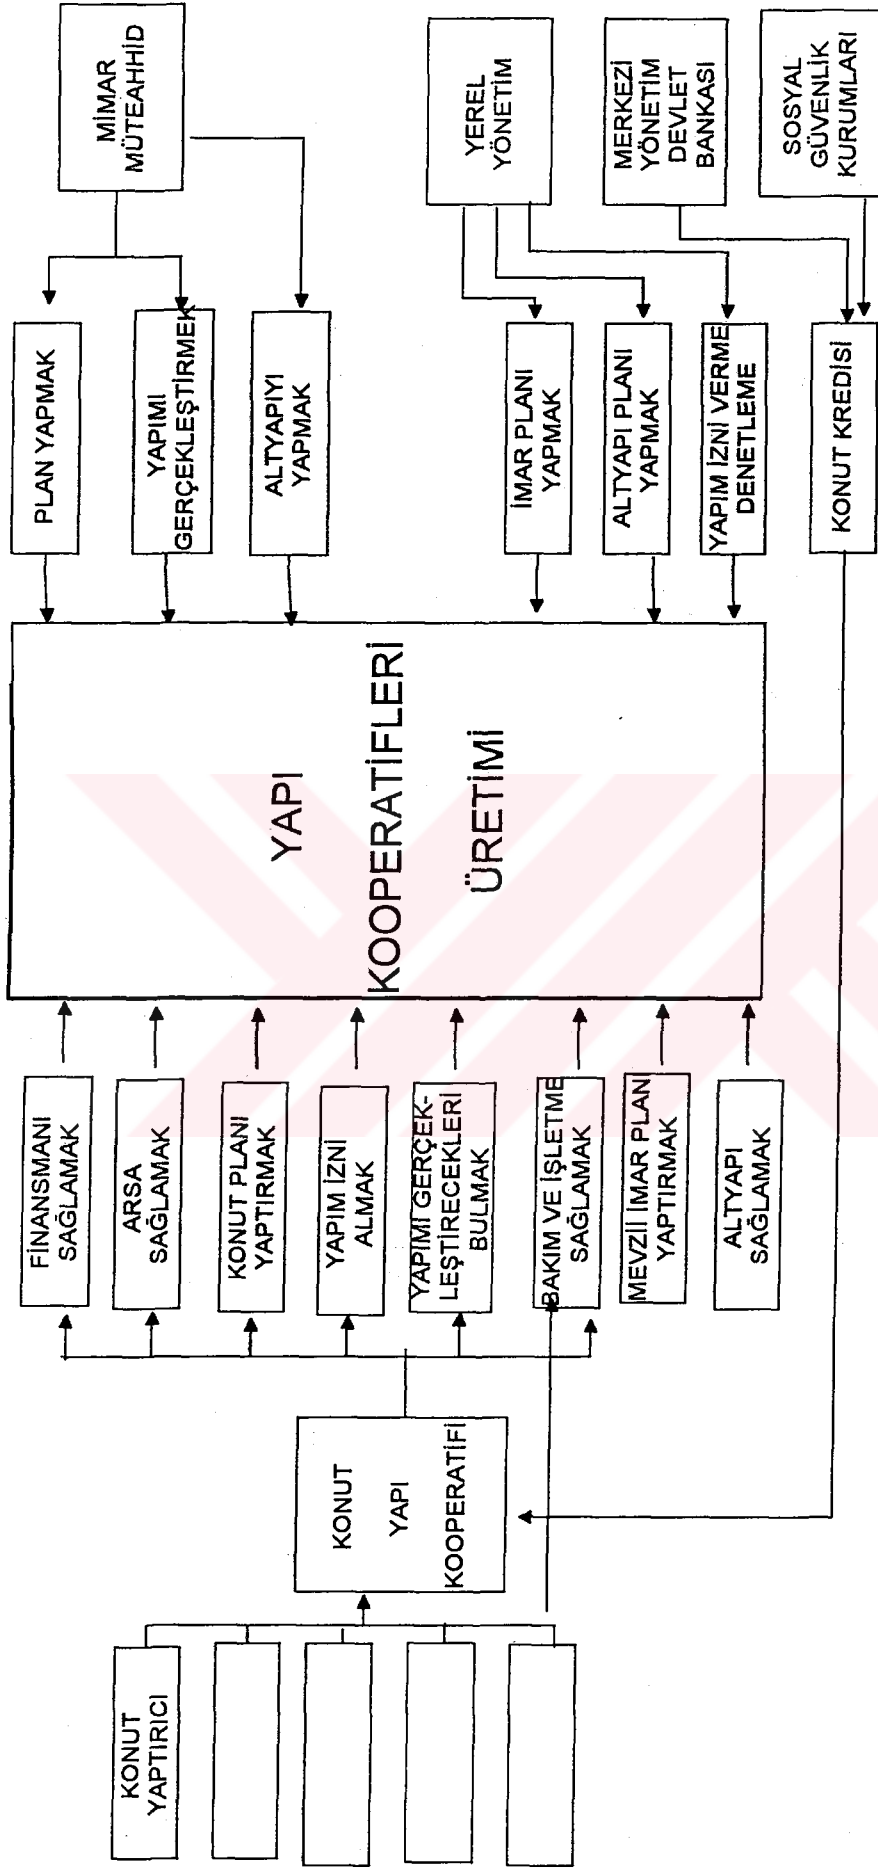 KONUT
YAPTIRICI
KONUT
YAPI
KOOPERATİFİ
FİNANSMANI
SAĞLAMAK
ARSA
SAĞLAMAK
KONUT PLANI
YAPTIRMAK
YAPIM İZNİ
ALMAK
YAPIMI GERÇEK-
LEŞTİRECEKLERİ
BULMAK
BAKIM VE İŞLETME
SAĞLAMAK
MEVZİİ İMAR PLANI
YAPTIRMAK
ALTYAPI
SAĞLAMAK
YAPI
KOOPERATİFLERİ
ÜRETİMİ
PLAN YAPMAK
YAPIMI
GERÇEKLEŞTİRMEK
ALTYAPIYI
YAPMAK
İMAR PLANI
YAPMAK
ALTYAPI PLANI
YAPMAK
YAPIM İZNİ VERME
DENETLEME
KONUT KREDİSİ
MİMAR
MÜTEAHHİD
YEREL
YÖNETİM
MERKEZİ
YÖNETİM
DEVLET
BANKASI
SOSYAL
GÜVENLİK
KURUMLARI